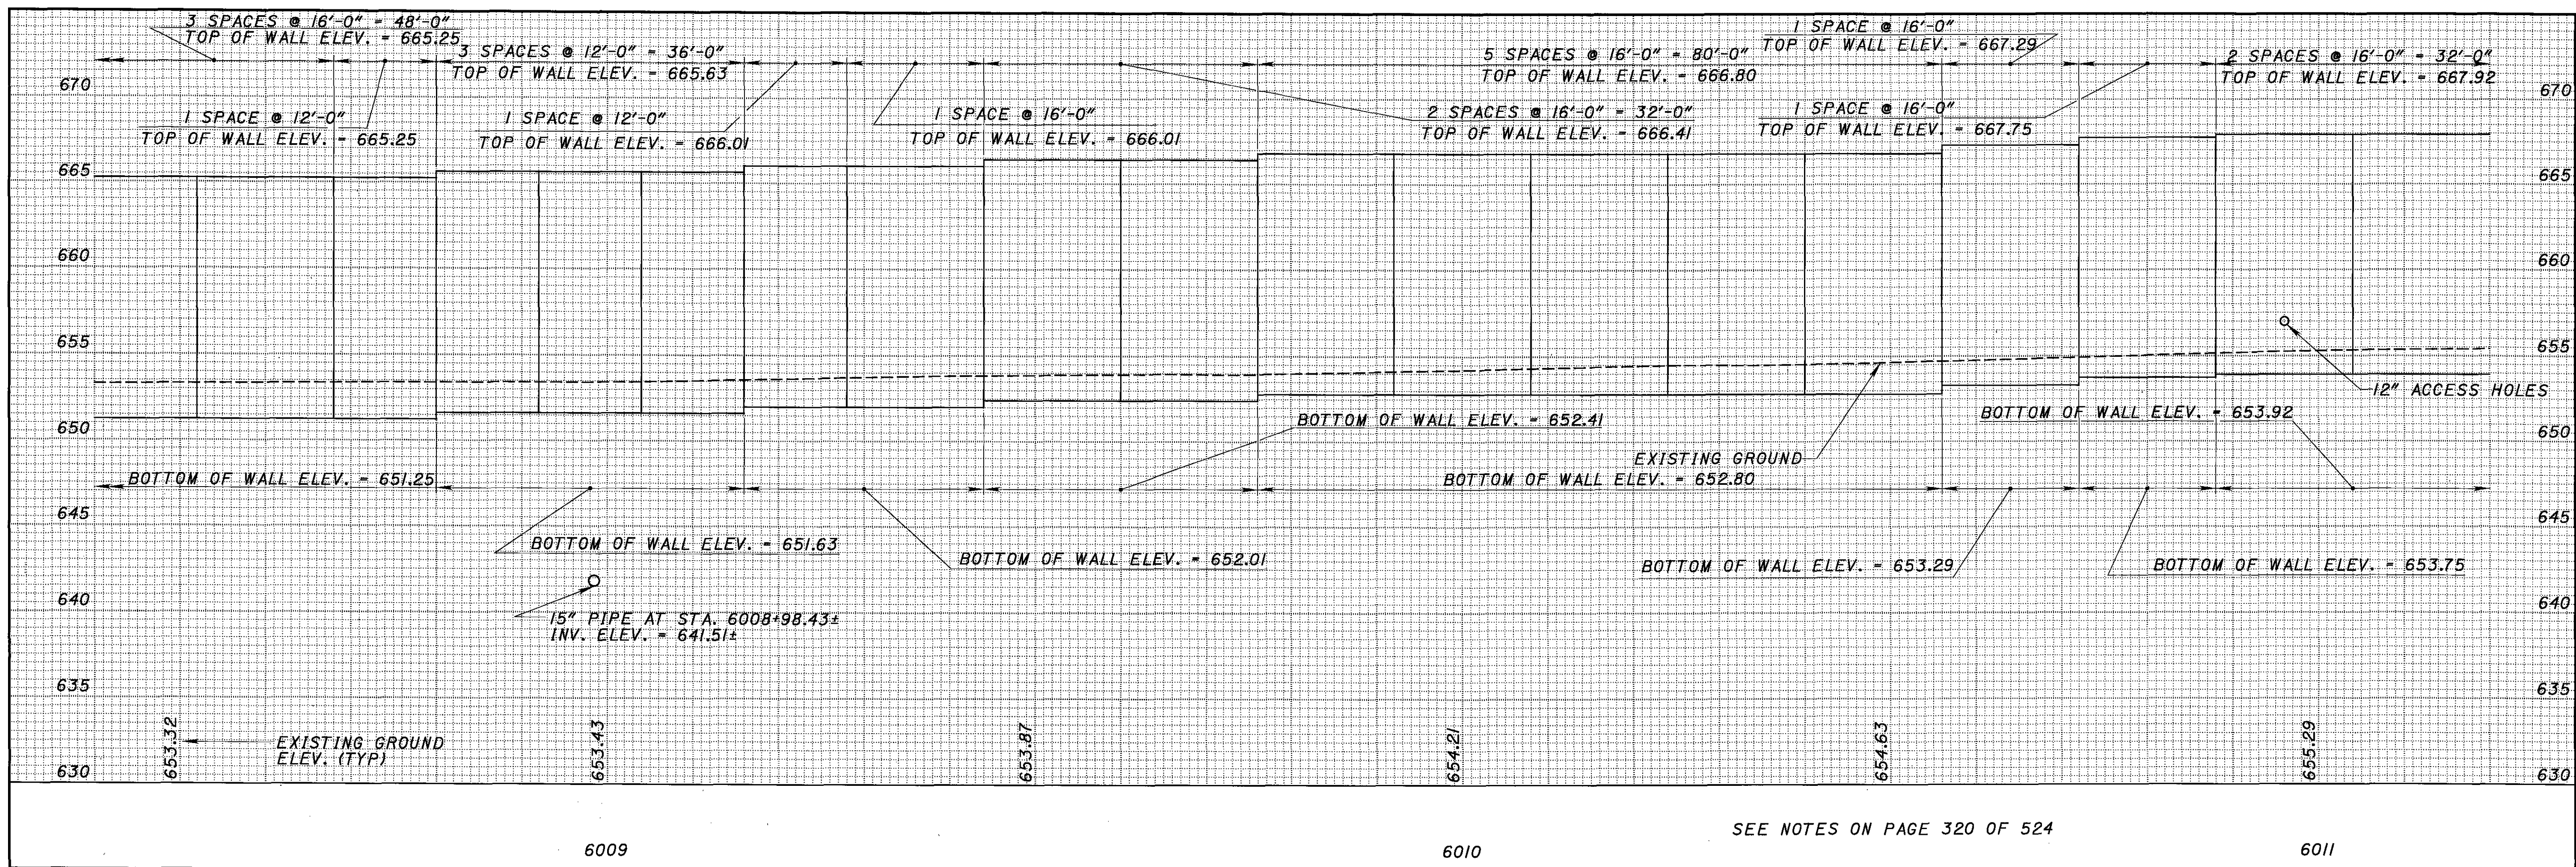 3 SPACES @ 16'-0" = 48'-0"
TOP OF WALL ELEV. = 665.25
3 SPACES @ 12'-0" = 36'-0"
TOP OF WALL ELEV. = 665.63
5 SPACES @ 16'-0" = 80'-0"
TOP OF WALL ELEV. = 666.80
1 SPACE @ 16'-0"
TOP OF WALL ELEV. = 667.29
2 SPACES @ 16'-0" = 32'-0"
TOP OF WALL ELEV. = 667.92
670
670
1 SPACE @ 12'-0"
TOP OF WALL ELEV. = 665.25
1 SPACE @ 12'-0"
TOP OF WALL ELEV. = 666.01
1 SPACE @ 16'-0"
TOP OF WALL ELEV. = 666.01
2 SPACES @ 16'-0" = 32'-0"
TOP OF WALL ELEV. = 666.41
1 SPACE @ 16'-0"
TOP OF WALL ELEV. = 667.75
665
665
660
660
655
655
12" ACCESS HOLES
BOTTOM OF WALL ELEV. = 652.41
BOTTOM OF WALL ELEV. = 653.92
650
650
EXISTING GROUND
BOTTOM OF WALL ELEV. = 651.25
BOTTOM OF WALL ELEV. = 652.80
645
645
BOTTOM OF WALL ELEV. = 651.63
BOTTOM OF WALL ELEV. = 652.01
BOTTOM OF WALL ELEV. = 653.29
BOTTOM OF WALL ELEV. = 653.75
640
640
15" PIPE AT STA. 6008+98.43±
INV. ELEV. = 641.51±
635
635
653.32
EXISTING GROUND
ELEV. (TYP)
653.43
653.87
654.21
654.63
655.29
630
630
SEE NOTES ON PAGE 320 OF 524
6009
6010
6011